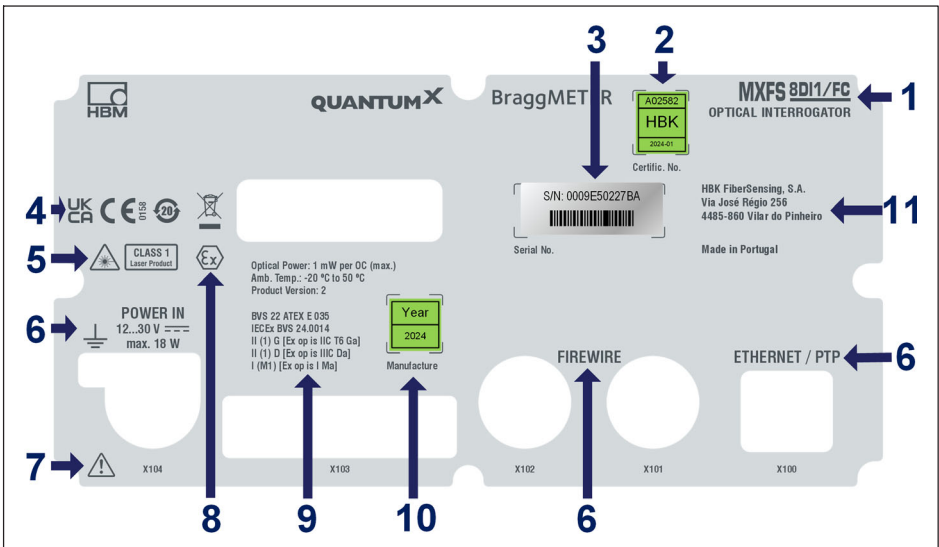 3
2
HBM
QUANTUMX
BraggMETER
A02582
HBK
2024-01
Certific. No.
MXFS 8DI1/FC
OPTICAL INTERROGATOR
1
4
UK
CA
CE
0158
20
S/N: 0009E50227BA
Serial No.
HBK FiberSensing, S.A.
Via José Régio 256
4485-860 Vilar do Pinheiro
Made in Portugal
11
5
CLASS 1
Laser Product
Ex
Optical Power: 1 mW per OC (max.)
Amb. Temp.: -20 ºC to 50 ºC
Product Version: 2
BVS 22 ATEX E 035
IECEx BVS 24.0014
II (1) G [Ex op is IIC T6 Ga]
II (1) D [Ex op is IIIC Da]
I (M1) [Ex op is I Ma]
Year
2024
Manufacture
6
POWER IN
12...30 V
max. 18 W
FIREWIRE
ETHERNET / PTP
6
7
X104
X103
X102
X101
X100
8
9
10
6